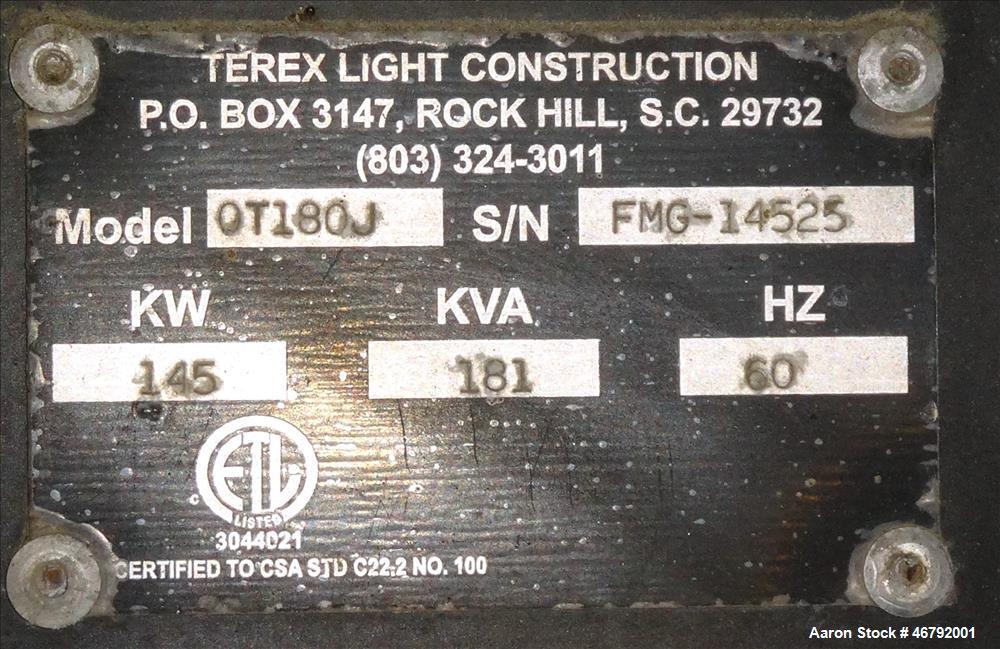 TEREX LIGHT CONSTRUCTION
P.O. BOX 3147, ROCK HILL, S.C. 29732
(803) 324-3011
Model OT180J S/N FMG-14525
KW KVA HZ
145 181 60
ETL
LISTED
3044021
CERTIFIED TO CSA STD C22.2 NO. 100
Aaron Stock # 46792001